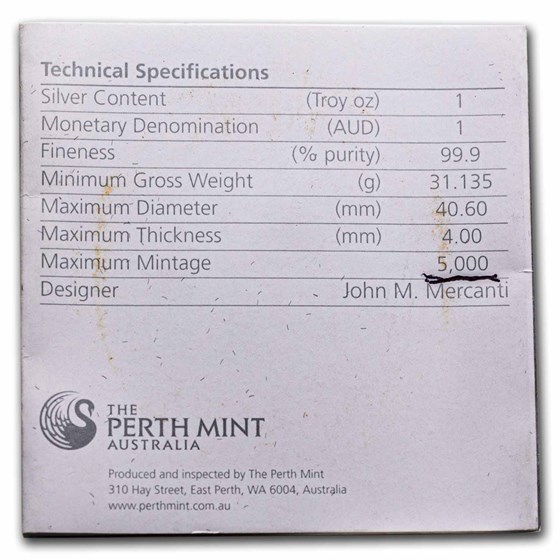 Technical Specifications
Silver Content (Troy oz) 1
Monetary Denomination (AUD) 1
Fineness (% purity) 99.9
Minimum Gross Weight (g) 31.135
Maximum Diameter (mm) 40.60
Maximum Thickness (mm) 4.00
Maximum Mintage 5,000
Designer John M. Mercanti
THE
PERTH MINT
AUSTRALIA
Produced and inspected by The Perth Mint
310 Hay Street, East Perth, WA 6004, Australia
www.perthmint.com.au